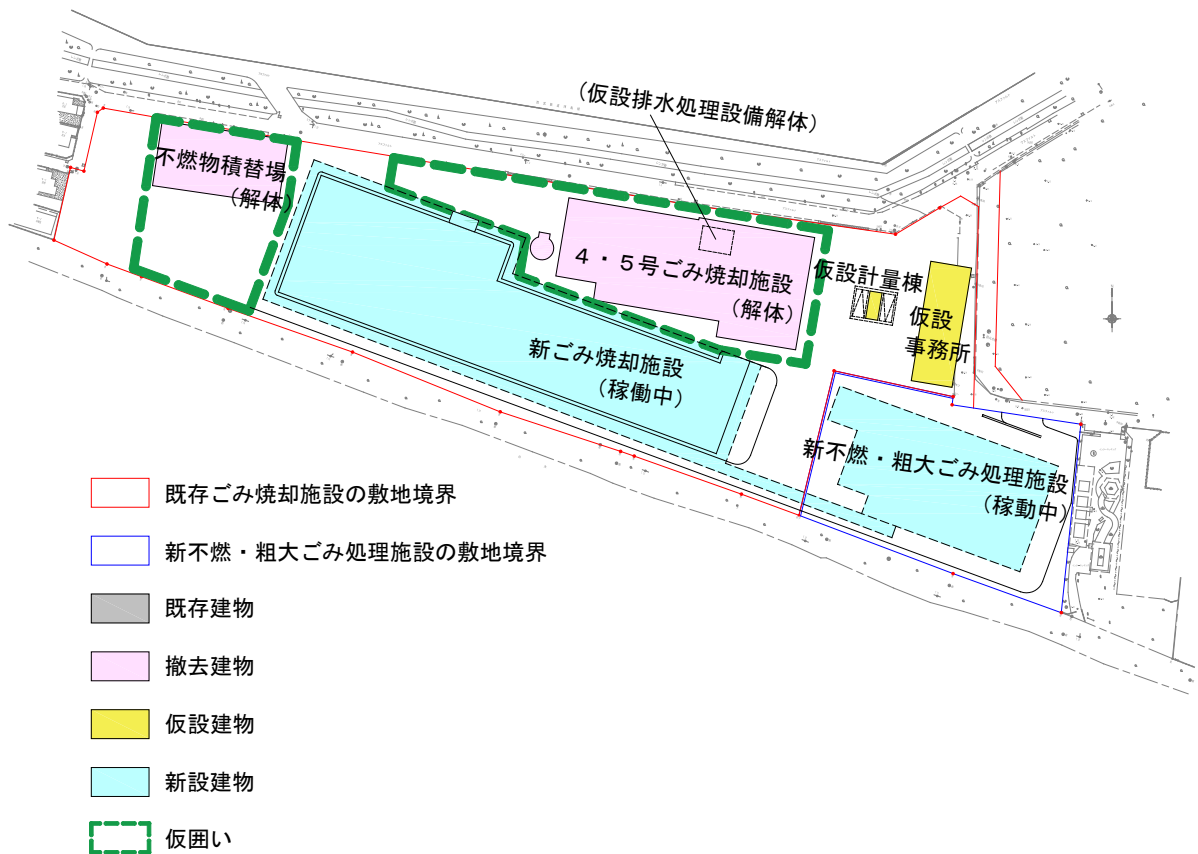 （仮設排水処理設備解体）
不燃物積替場
（解体）
４・５号ごみ焼却施設
（解体）
仮設計量棟
仮設
事務所
新ごみ焼却施設
（稼働中）
新不燃・粗大ごみ処理施設
（稼動中）
既存ごみ焼却施設の敷地境界
新不燃・粗大ごみ処理施設の敷地境界
既存建物
撤去建物
仮設建物
新設建物
仮囲い